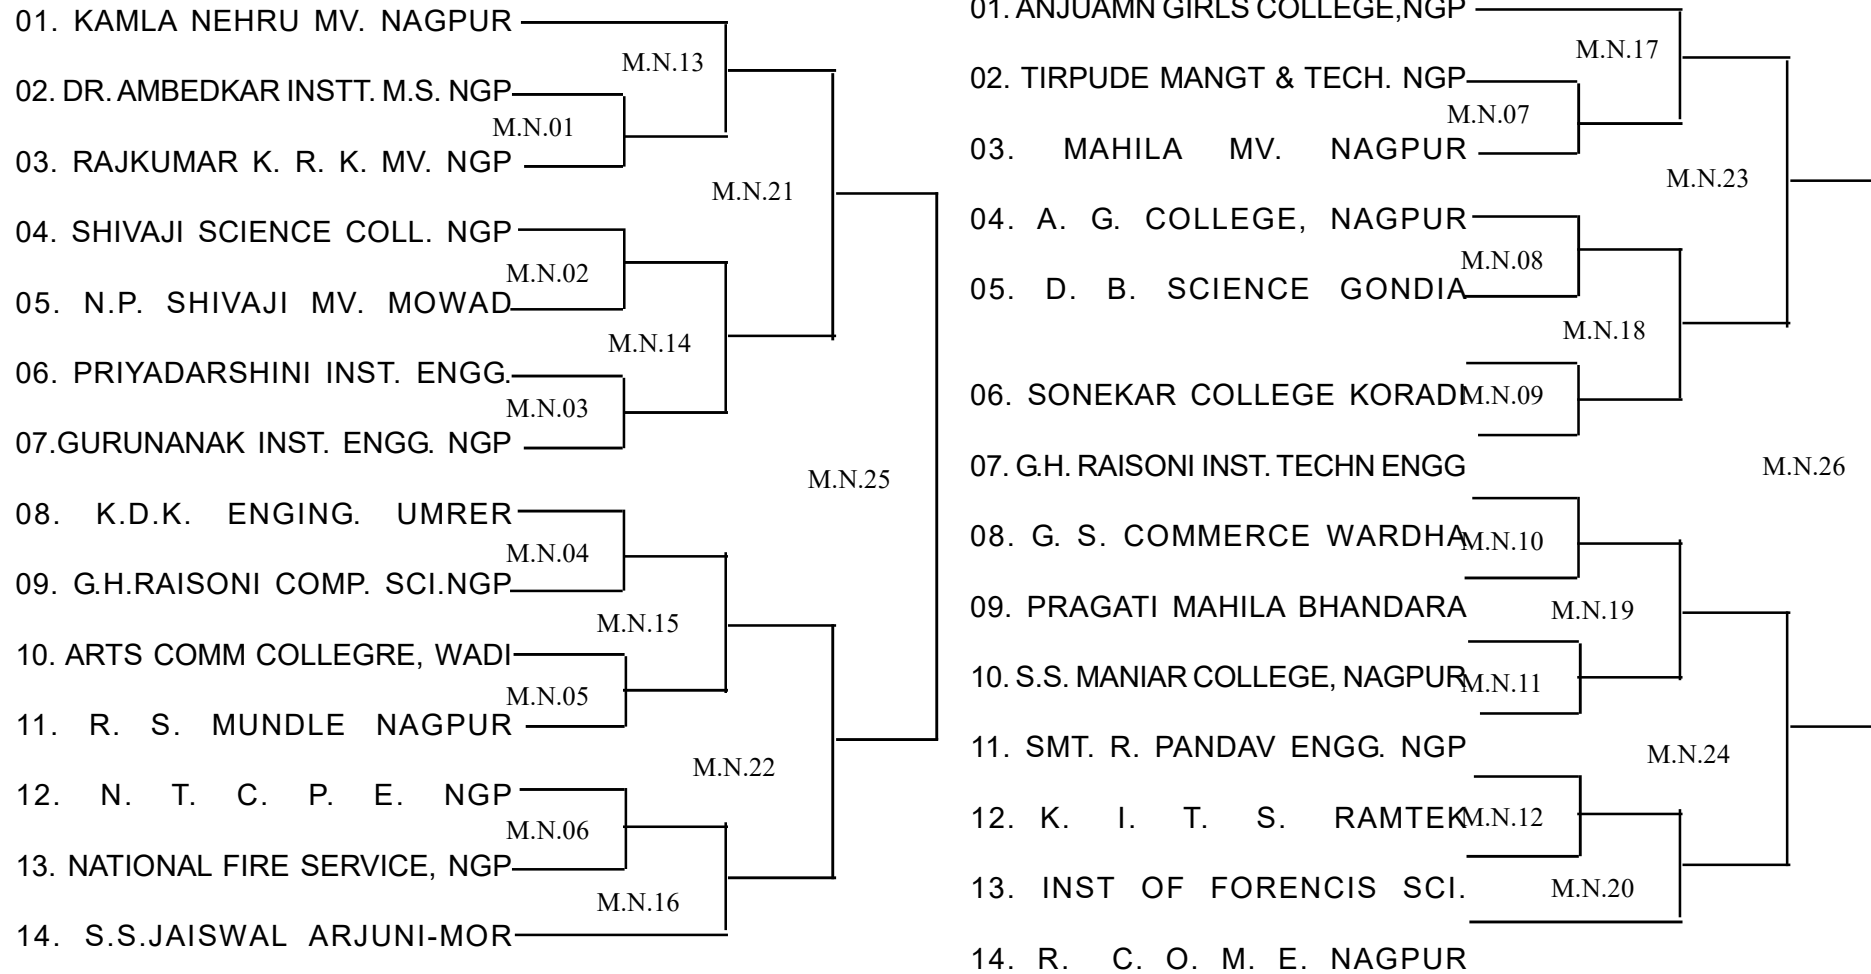 01. KAMLA NEHRU MV. NAGPUR
M.N.13
02. DR. AMBEDKAR INSTT. M.S. NGP
M.N.01
03. RAJKUMAR K. R. K. MV. NGP
M.N.21
04. SHIVAJI SCIENCE COLL. NGP
M.N.02
05. N.P. SHIVAJI MV. MOWAD
M.N.14
06. PRIYADARSHINI INST. ENGG.
M.N.03
07.GURUNANAK INST. ENGG. NGP
M.N.25
08. K.D.K. ENGING. UMRER
M.N.04
09. G.H.RAISONI COMP. SCI.NGP
M.N.15
10. ARTS COMM COLLEGRE, WADI
M.N.05
11. R. S. MUNDLE NAGPUR
M.N.22
12. N. T. C. P. E. NGP
M.N.06
13. NATIONAL FIRE SERVICE, NGP
M.N.16
14. S.S.JAISWAL ARJUNI-MOR
01. ANJUAMN GIRLS COLLEGE,NGP
M.N.17
02. TIRPUDE MANGT & TECH. NGP
M.N.07
03. MAHILA MV. NAGPUR
M.N.23
04. A. G. COLLEGE, NAGPUR
M.N.08
05. D. B. SCIENCE GONDIA
M.N.18
06. SONEKAR COLLEGE KORADI
M.N.09
07. G.H. RAISONI INST. TECHN ENGG
M.N.26
08. G. S. COMMERCE WARDHA
M.N.10
09. PRAGATI MAHILA BHANDARA
M.N.19
10. S.S. MANIAR COLLEGE, NAGPUR
M.N.11
11. SMT. R. PANDAV ENGG. NGP
M.N.24
12. K. I. T. S. RAMTEK
M.N.12
13. INST OF FORENCIS SCI.
M.N.20
14. R. C. O. M. E. NAGPUR